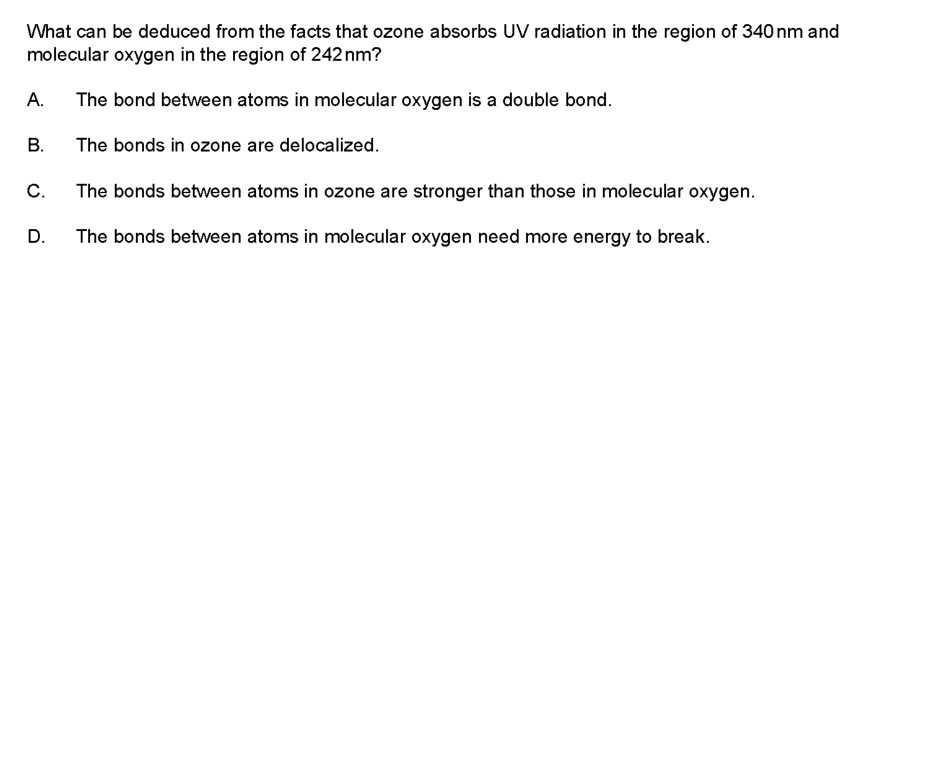 What can be deduced from the facts that ozone absorbs UV radiation in the region of 340 nm and
molecular oxygen in the region of 242 nm?
A. The bond between atoms in molecular oxygen is a double bond.
B. The bonds in ozone are delocalized.
C. The bonds between atoms in ozone are stronger than those in molecular oxygen.
D. The bonds between atoms in molecular oxygen need more energy to break.